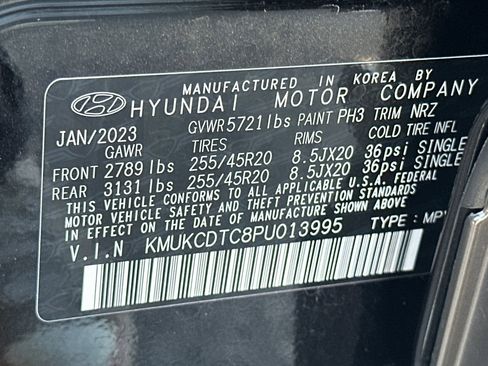 MANUFACTURED IN KOREA BY
HYUNDAI MOTOR COMPANY
JAN/2023 GVWR 5721 lbs PAINT PH3 TRIM NRZ
GAWR TIRES RIMS COLD TIRE INFL
FRONT 2789 lbs 255/45R20 8.5JX20 36psi SINGLE
REAR 3131 lbs 255/45R20 8.5JX20 36psi SINGLE
THIS VEHICLE CONFORMS TO ALL APPLICABLE U.S.A. FEDERAL
MOTOR VEHICLE SAFETY AND THEFT PREVENTION STANDARDS
IN EFFECT ON THE DATE OF MANUFACTURE SHOWN ABOVE.
V.I.N KMUKCDTC8PU013995 TYPE : MPV